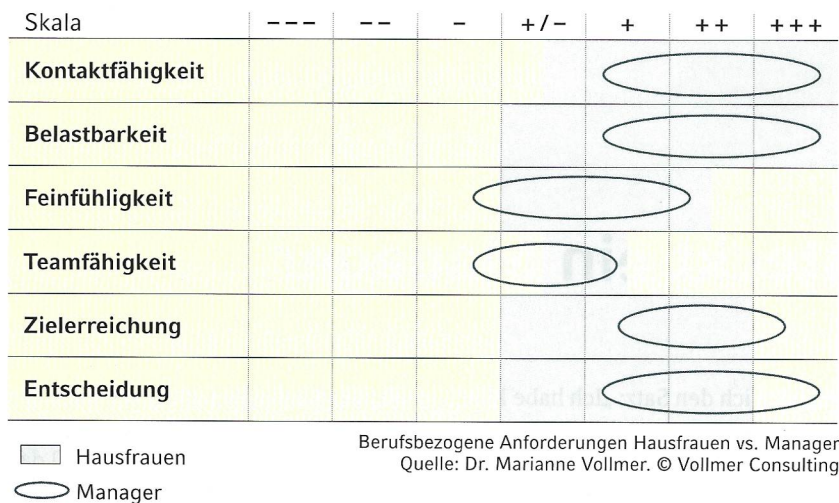 Skala --- -- - +/- + ++ +++
Kontaktfähigkeit
Belastbarkeit
Feinfühligkeit
Teamfähigkeit
Zielerreichung
Entscheidung
Hausfrauen
Manager
Berufsbezogene Anforderungen Hausfrauen vs. Manager
Quelle: Dr. Marianne Vollmer. © Vollmer Consulting